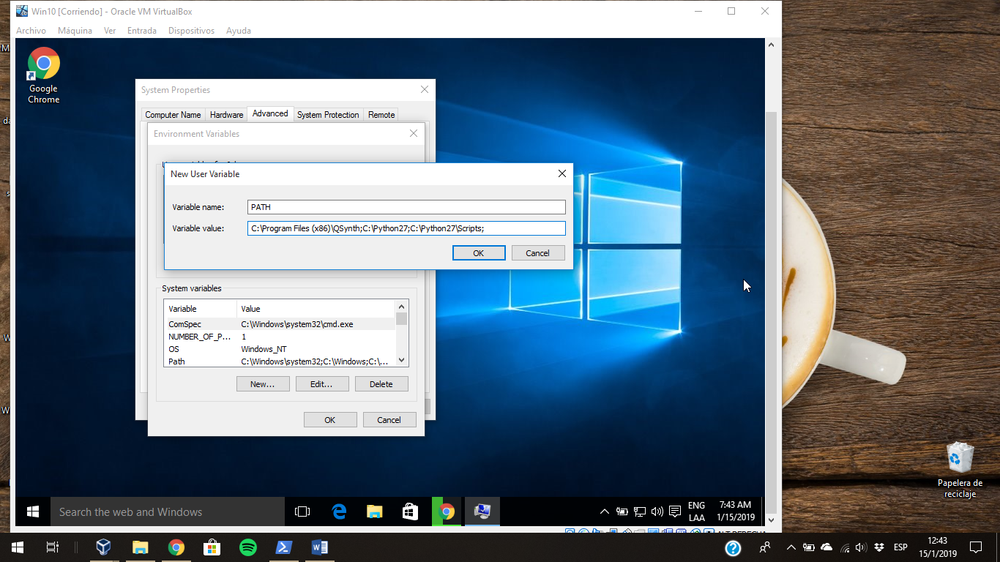 Win10 [Corriendo] - Oracle VM VirtualBox
Archivo Máquina Ver Entrada Dispositivos Ayuda
Google
Chrome
System Properties
Computer Name Hardware Advanced System Protection Remote
Environment Variables
New User Variable
Variable name: PATH
Variable value: C:\Program Files (x86)\QSynth;C:\Python27;C:\Python27\Scripts;
OK Cancel
System variables
Variable Value
ComSpec C:\Windows\system32\cmd.exe
NUMBER_OF_P... 1
OS Windows_NT
Path C:\Windows\system32;C:\Windows;C:\...
New... Edit... Delete
OK Cancel
Papelera de
reciclaje
Search the web and Windows
ENG
LAA
7:43 AM
1/15/2019
ESP
12:43
15/1/2019